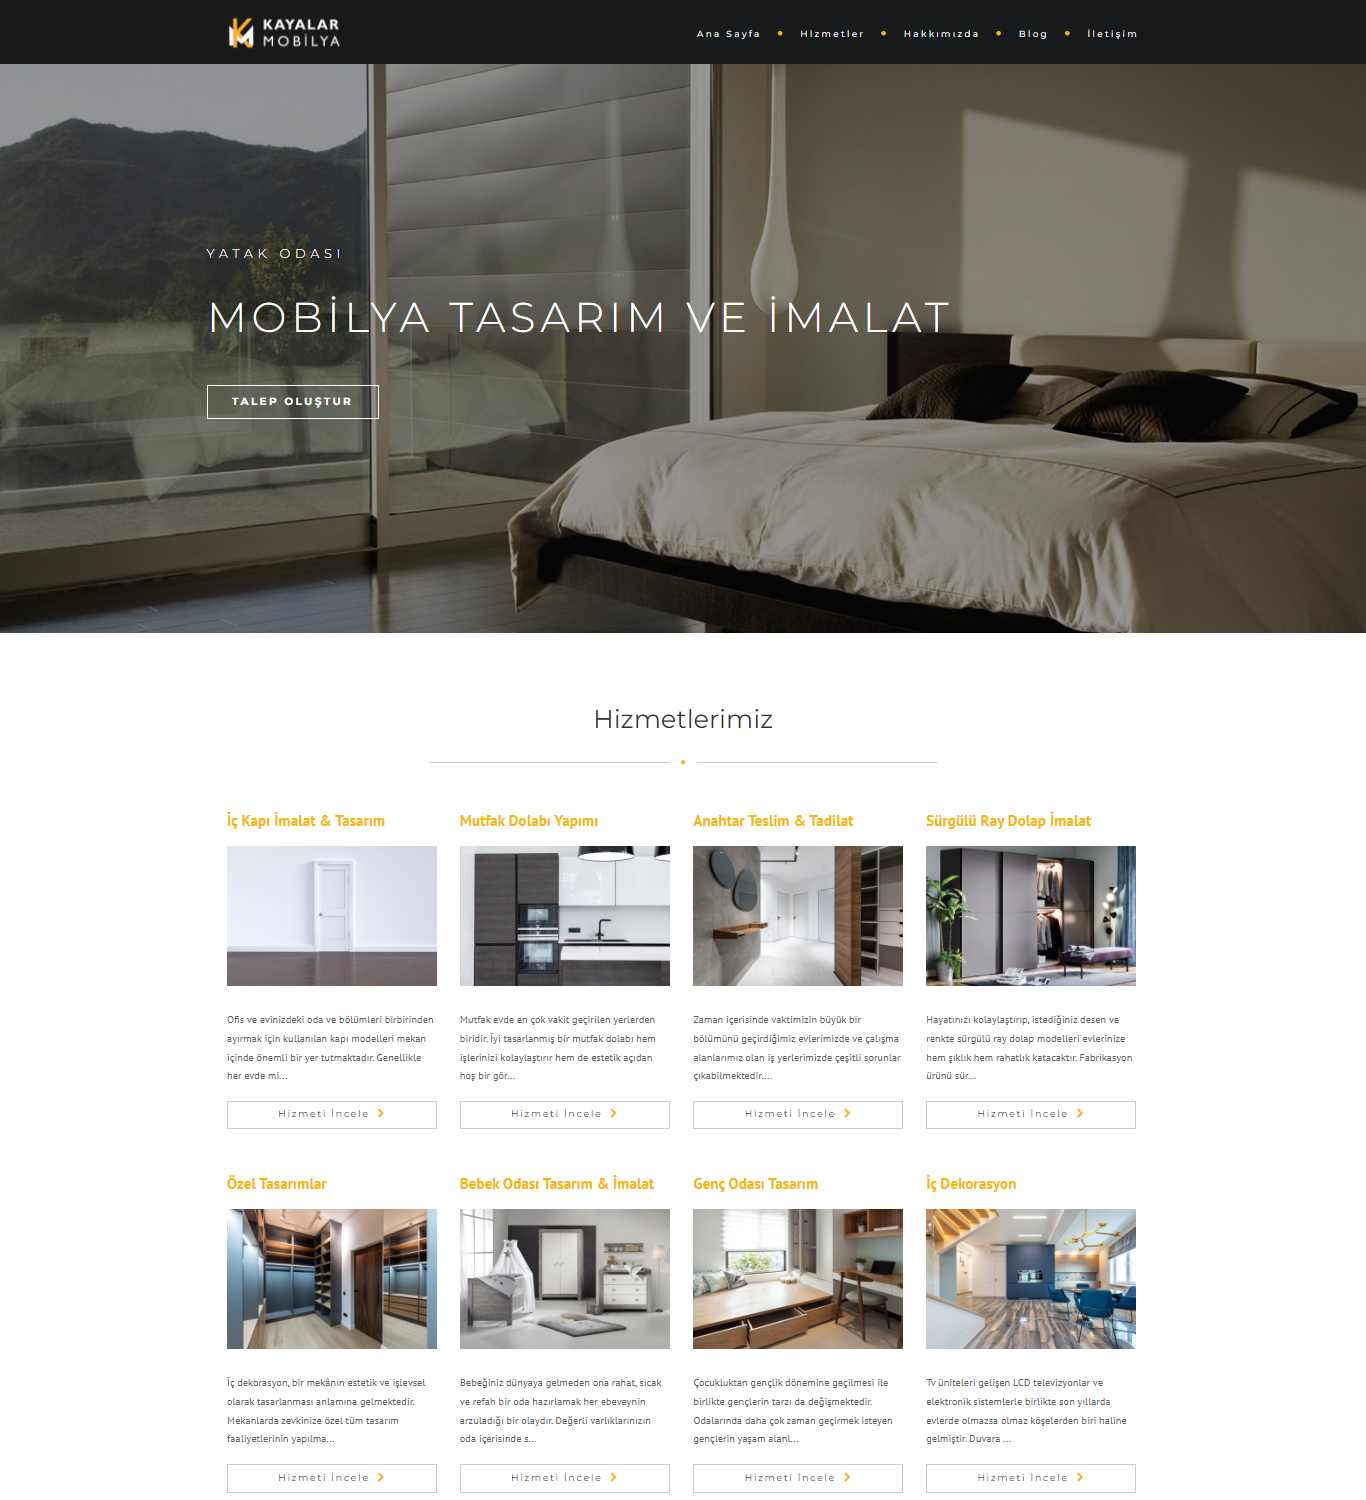 KAYALAR
MOBİLYA
Ana Sayfa
Hizmetler
Hakkımızda
Blog
İletişim
YATAK ODASI
MOBİLYA TASARIM VE İMALAT
TALEP OLUŞTUR
Hizmetlerimiz
İç Kapı İmalat & Tasarım
Ofis ve evinizdeki oda ve bölümleri birbirinden
ayırmak için kullanılan kapı modelleri mekan
içinde önemli bir yer tutmaktadır. Genellikle
her evde mi...
Hizmeti İncele
Mutfak Dolabı Yapımı
Mutfak evde en çok vakit geçirilen yerlerden
biridir. İyi tasarlanmış bir mutfak dolabı hem
işlerinizi kolaylaştırır hem de estetik açıdan
hoş bir gör...
Hizmeti İncele
Anahtar Teslim & Tadilat
Zaman içerisinde vaktimizin büyük bir
bölümünü geçirdiğimiz evlerimizde ve çalışma
alanlarımız olan iş yerlerimizde çeşitli sorunlar
çıkabilmektedir....
Hizmeti İncele
Sürgülü Ray Dolap İmalat
Hayatınızı kolaylaştırıp, istediğiniz desen ve
renkte sürgülü ray dolap modelleri evlerinize
hem şıklık hem rahatlık katacaktır. Fabrikasyon
ürünü sür...
Hizmeti İncele
Özel Tasarımlar
İç dekorasyon, bir mekânın estetik ve işlevsel
olarak tasarlanması anlamına gelmektedir.
Mekanlarda zevkinize özel tüm tasarım
faaliyetlerinin yapılma...
Hizmeti İncele
Bebek Odası Tasarım & İmalat
Bebeğiniz dünyaya gelmeden ona rahat, sıcak
ve refah bir oda hazırlamak her ebeveynin
arzuladığı bir olaydır. Değerli varlıklarınızın
oda içerisinde s...
Hizmeti İncele
Genç Odası Tasarım
Çocukluktan gençlik dönemine geçilmesi ile
birlikte gençlerin tarzı da değişmektedir.
Odalarında daha çok zaman geçirmek isteyen
gençlerin yaşam alanl...
Hizmeti İncele
İç Dekorasyon
Tv üniteleri gelişen LCD televizyonlar ve
elektronik sistemlerle birlikte son yıllarda
evlerde olmazsa olmaz köşelerden biri haline
gelmiştir. Duvara ...
Hizmeti İncele